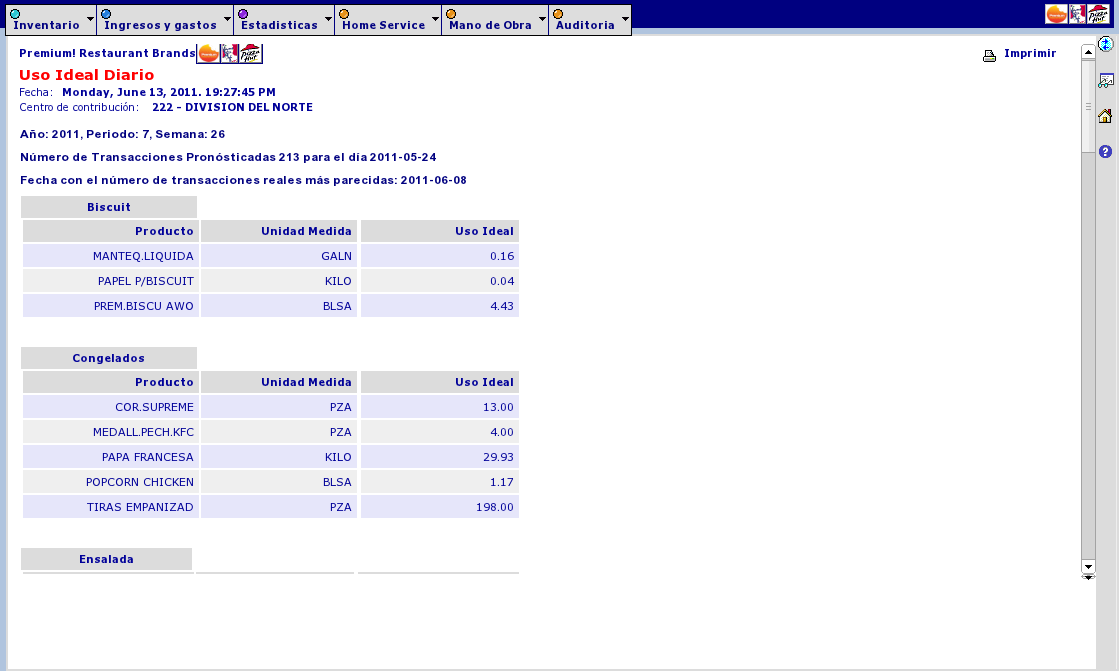 Inventario Ingresos y gastos Estadisticas Home Service Mano de Obra Auditoria
Premium! Restaurant Brands
Imprimir
Uso Ideal Diario
Fecha: Monday, June 13, 2011. 19:27:45 PM
Centro de contribución: 222 - DIVISION DEL NORTE
Año: 2011, Periodo: 7, Semana: 26
Número de Transacciones Pronósticadas 213 para el dia 2011-05-24
Fecha con el número de transacciones reales más parecidas: 2011-06-08
Biscuit
Producto Unidad Medida Uso Ideal
MANTEQ.LIQUIDA GALN 0.16
PAPEL P/BISCUIT KILO 0.04
PREM.BISCU AWO BLSA 4.43
Congelados
Producto Unidad Medida Uso Ideal
COR.SUPREME PZA 13.00
MEDALL.PECH.KFC PZA 4.00
PAPA FRANCESA KILO 29.93
POPCORN CHICKEN BLSA 1.17
TIRAS EMPANIZAD PZA 198.00
Ensalada